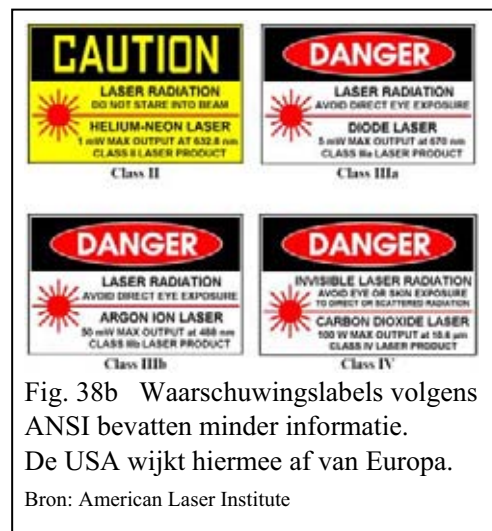 CAUTION
LASER RADIATION
DO NOT STARE INTO BEAM
HELIUM-NEON LASER
1 mW MAX OUTPUT AT 632.8 nm
CLASS II LASER PRODUCT
Class II
DANGER
LASER RADIATION
AVOID DIRECT EYE EXPOSURE
DIODE LASER
5 mW MAX OUTPUT at 670 nm
CLASS IIIa LASER PRODUCT
Class IIIa
DANGER
LASER RADIATION
AVOID DIRECT EYE EXPOSURE
ARGON ION LASER
50 mW MAX OUTPUT at 488 nm
CLASS IIIb LASER PRODUCT
Class IIIb
DANGER
INVISIBLE LASER RADIATION
AVOID EYE OR SKIN EXPOSURE
TO DIRECT OR SCATTERED RADIATION
CARBON DIOXIDE LASER
100 W MAX OUTPUT at 10.6 µm
CLASS IV LASER PRODUCT
Class IV
Fig. 38b Waarschuwingslabels volgens
ANSI bevatten minder informatie.
De USA wijkt hiermee af van Europa.
Bron: American Laser Institute